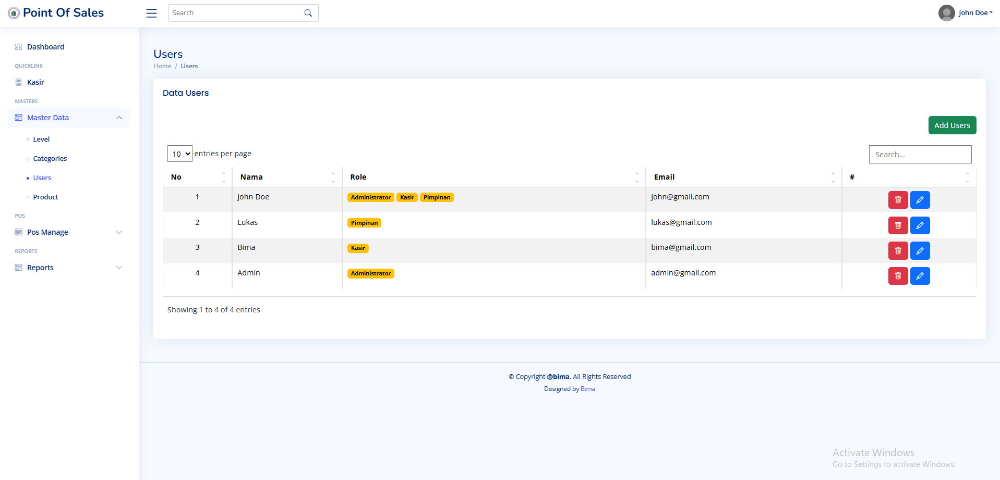 Point Of Sales
Search
John Doe
Dashboard
QUICKLINK
Kasir
MASTERS
Master Data
Level
Categories
Users
Product
POS
Pos Manage
REPORTS
Reports
Users
Home / Users
Data Users
Add Users
10 entries per page
Search...
No Nama Role Email #
1 John Doe Administrator Kasir Pimpinan john@gmail.com
2 Lukas Pimpinan lukas@gmail.com
3 Bima Kasir bima@gmail.com
4 Admin Administrator admin@gmail.com
Showing 1 to 4 of 4 entries
© Copyright @bima. All Rights Reserved
Designed by Bima
Activate Windows
Go to Settings to activate Windows.